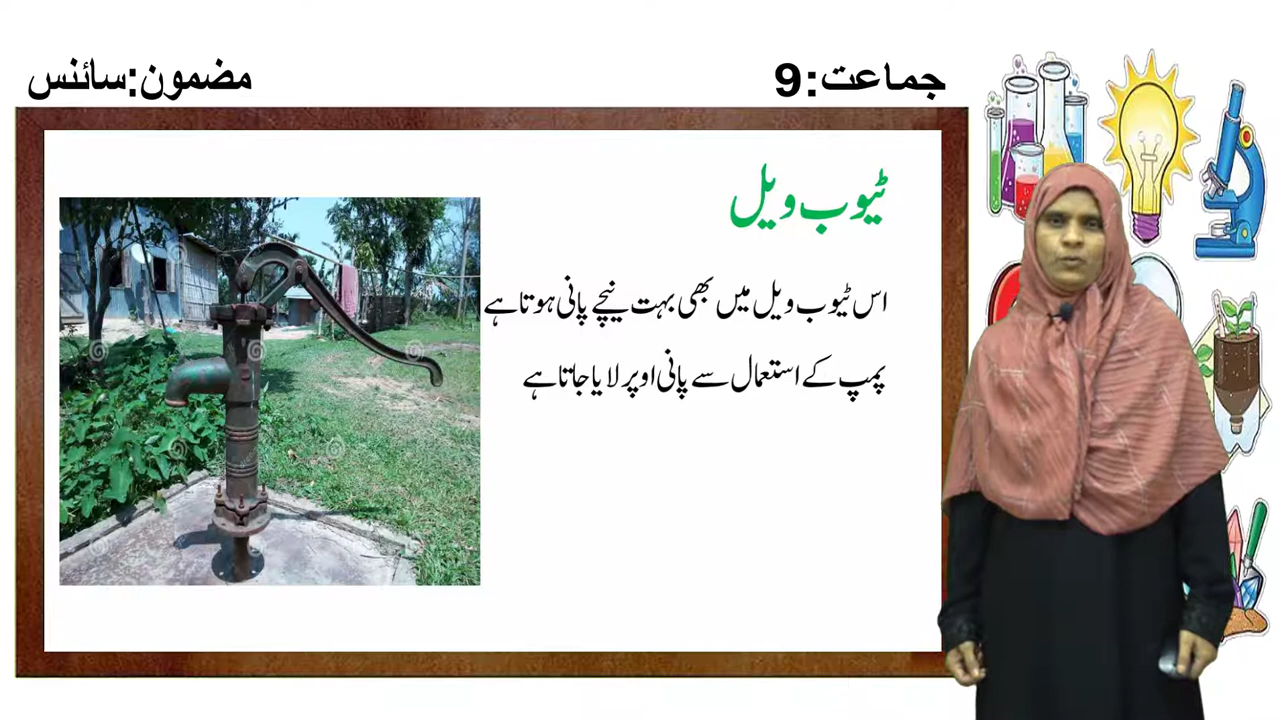 جماعت:9
مضمون:سائنس
ٹیوب ویل
اس ٹیوب ویل میں بھی بہت نیچے پانی ہوتا ہے
پمپ کے استعمال سے پانی اوپر لایا جاتا ہے